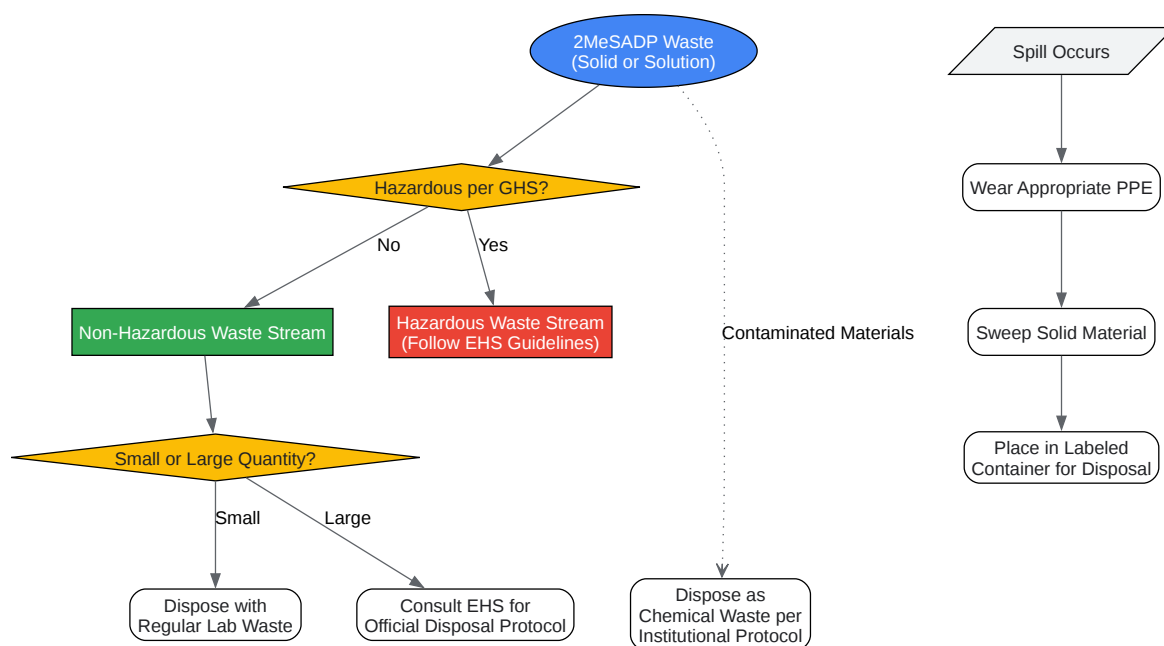 2MeSADP Waste
(Solid or Solution)
Hazardous per GHS?
No
Yes
Non-Hazardous Waste Stream
Hazardous Waste Stream
(Follow EHS Guidelines)
Contaminated Materials
Small or Large Quantity?
Small
Large
Dispose with
Regular Lab Waste
Consult EHS for
Official Disposal Protocol
Dispose as
Chemical Waste per
Institutional Protocol
Spill Occurs
Wear Appropriate PPE
Sweep Solid Material
Place in Labeled
Container for Disposal